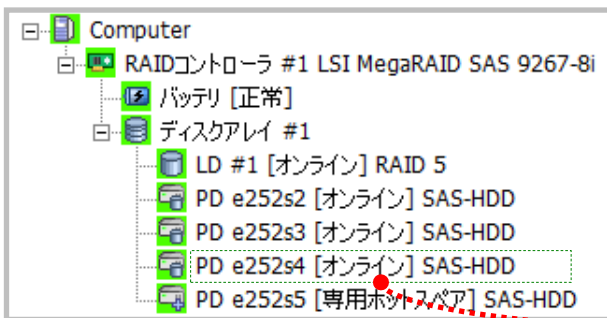 Computer
RAIDコントローラ #1 LSI MegaRAID SAS 9267-8i
バッテリ [正常]
ディスクアレイ #1
LD #1 [オンライン] RAID 5
PD e252s2 [オンライン] SAS-HDD
PD e252s3 [オンライン] SAS-HDD
PD e252s4 [オンライン] SAS-HDD
PD e252s5 [専用ホットスペア] SAS-HDD